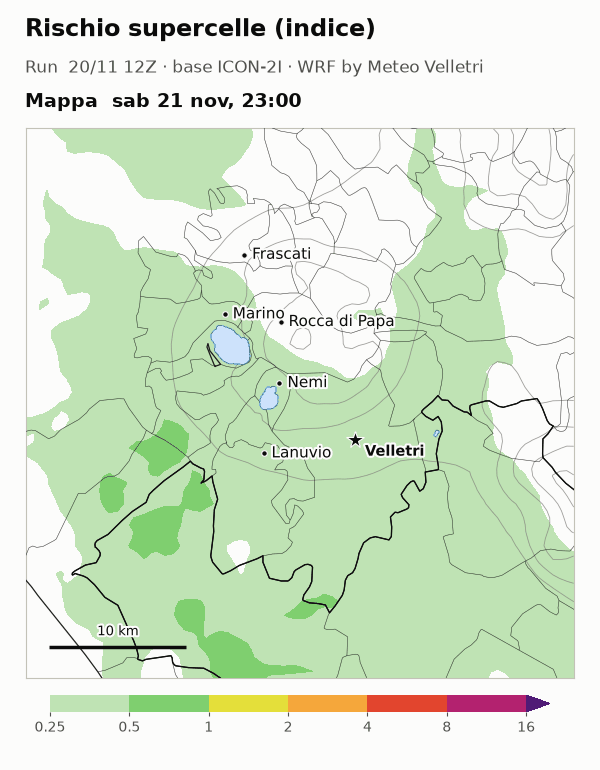 Rischio supercelle (indice)
Run 20/11 12Z · base ICON-2I · WRF by Meteo Velletri
Mappa sab 21 nov, 23:00
Frascati
Marino
Rocca di Papa
Nemi
Velletri
Lanuvio
10 km
0.25 0.5 1 2 4 8 16